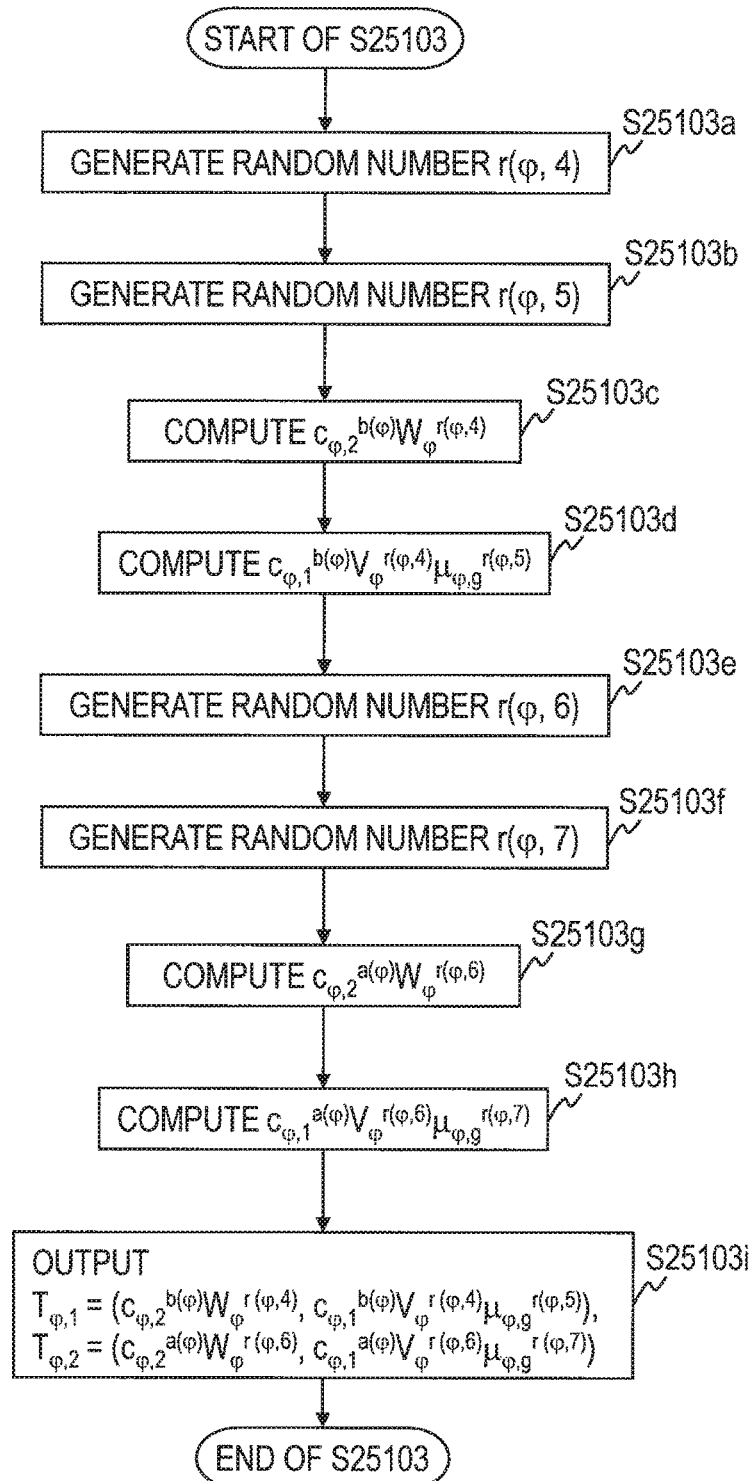 START OF S25103
S25103a
GENERATE RANDOM NUMBER r(φ, 4)
S25103b
GENERATE RANDOM NUMBER r(φ, 5)
S25103c
COMPUTE c_{φ,2}^{b(φ)}W_φ^{r(φ,4)}
S25103d
COMPUTE c_{φ,1}^{b(φ)}V_φ^{r(φ,4)}μ_{φ,g}^{r(φ,5)}
S25103e
GENERATE RANDOM NUMBER r(φ, 6)
S25103f
GENERATE RANDOM NUMBER r(φ, 7)
S25103g
COMPUTE c_{φ,2}^{a(φ)}W_φ^{r(φ,6)}
S25103h
COMPUTE c_{φ,1}^{a(φ)}V_φ^{r(φ,6)}μ_{φ,g}^{r(φ,7)}
S25103i
OUTPUT
T_{φ,1} = (c_{φ,2}^{b(φ)}W_φ^{r(φ,4)}, c_{φ,1}^{b(φ)}V_φ^{r(φ,4)}μ_{φ,g}^{r(φ,5)}),
T_{φ,2} = (c_{φ,2}^{a(φ)}W_φ^{r(φ,6)}, c_{φ,1}^{a(φ)}V_φ^{r(φ,6)}μ_{φ,g}^{r(φ,7)})
END OF S25103